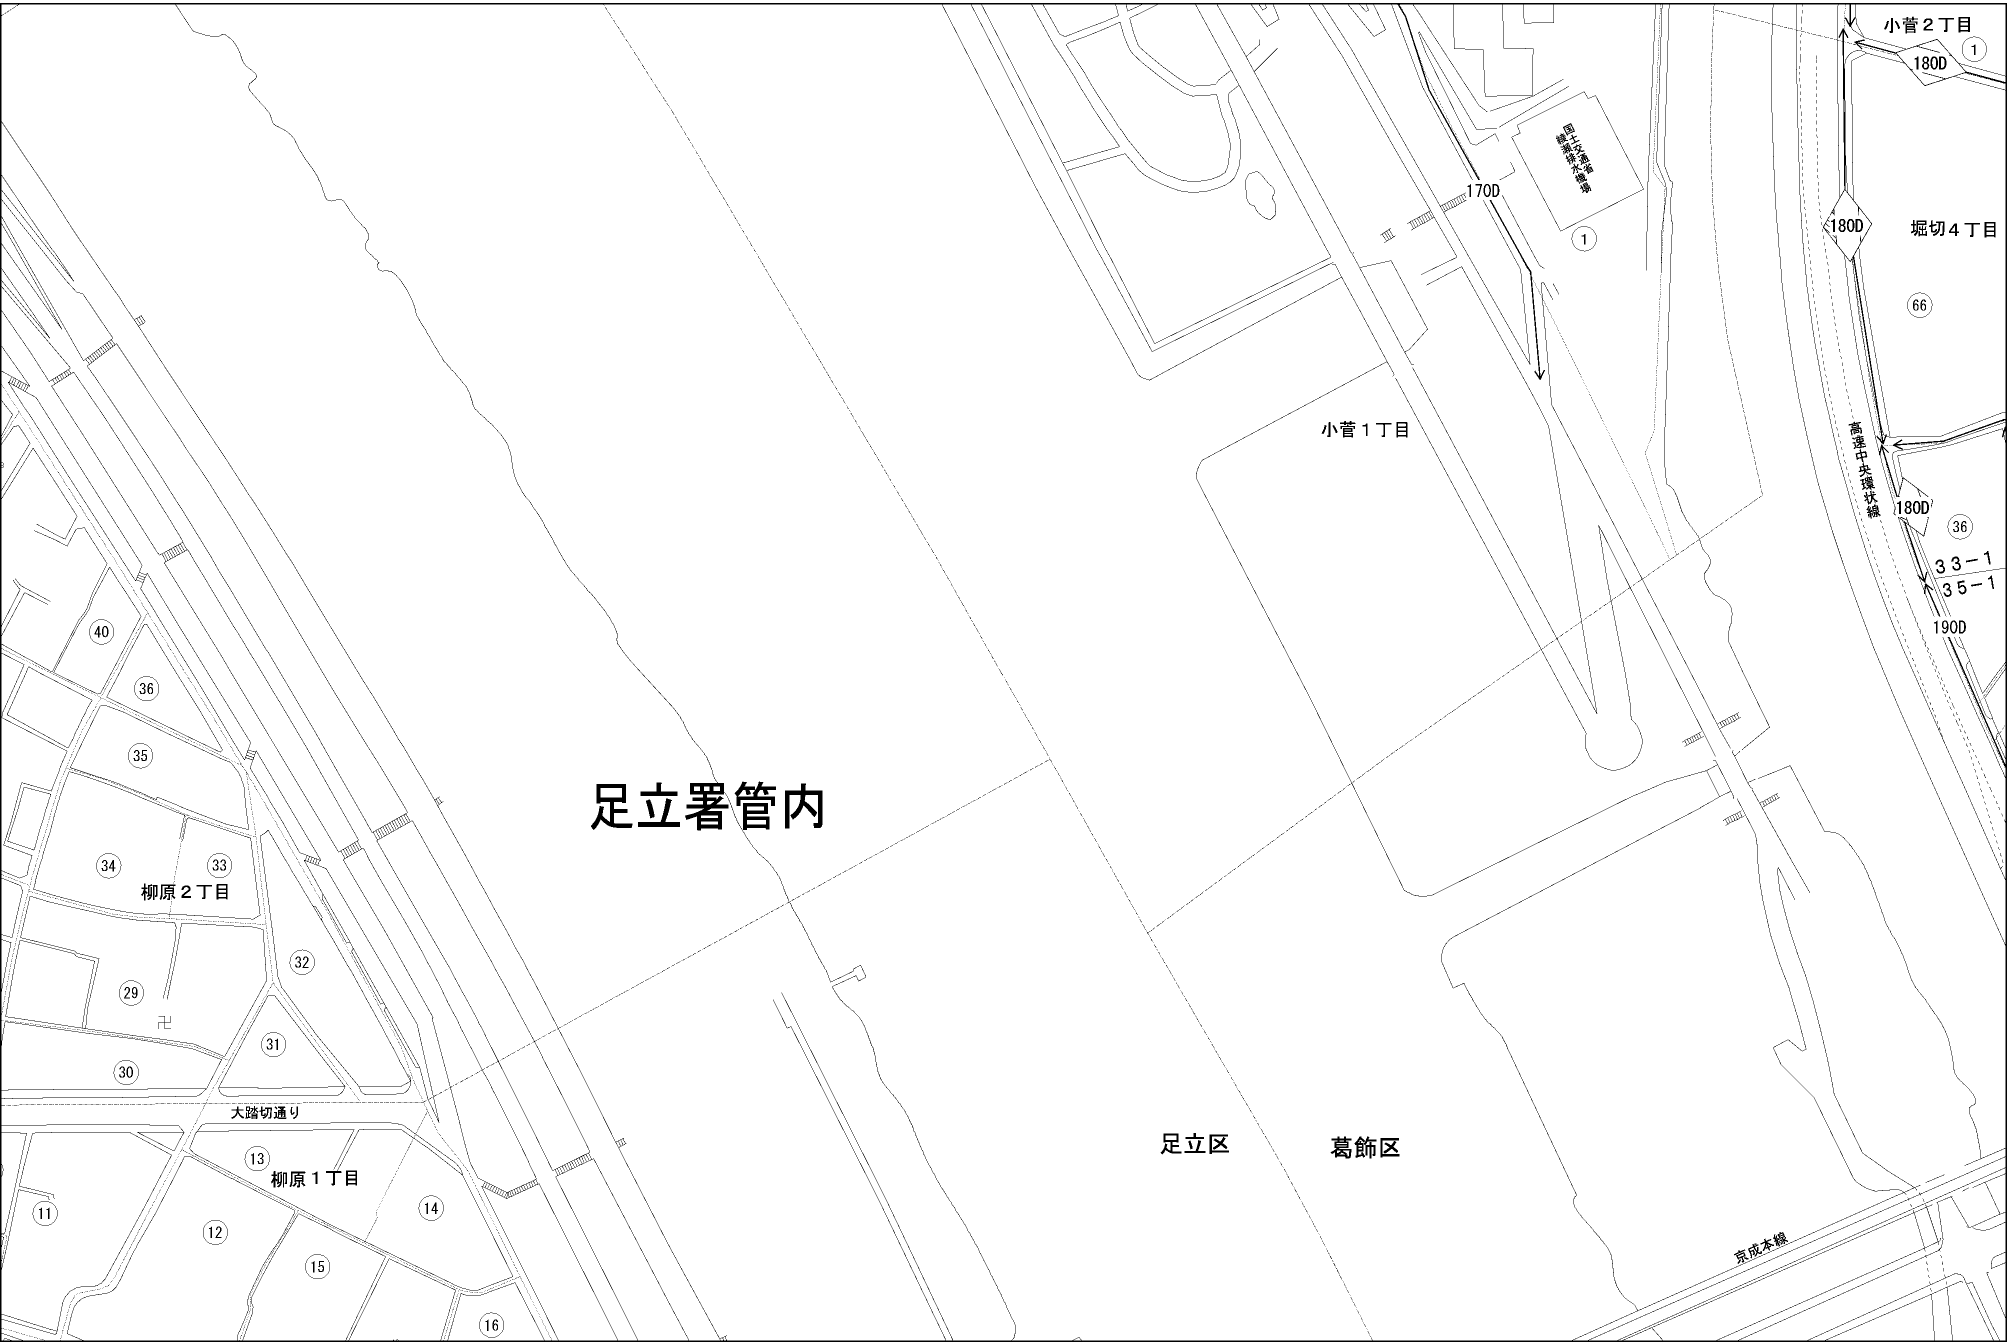 小菅２丁目
1
180D
170D
国土交通省
綾瀬排水機場
1
180D
堀切４丁目
66
小菅１丁目
高速中央環状線
180D
36
33-1
35-1
190D
40
36
35
足立署管内
34
33
柳原２丁目
32
29
卍
31
30
大踏切通り
13
柳原１丁目
足立区
葛飾区
14
11
12
15
京成本線
16